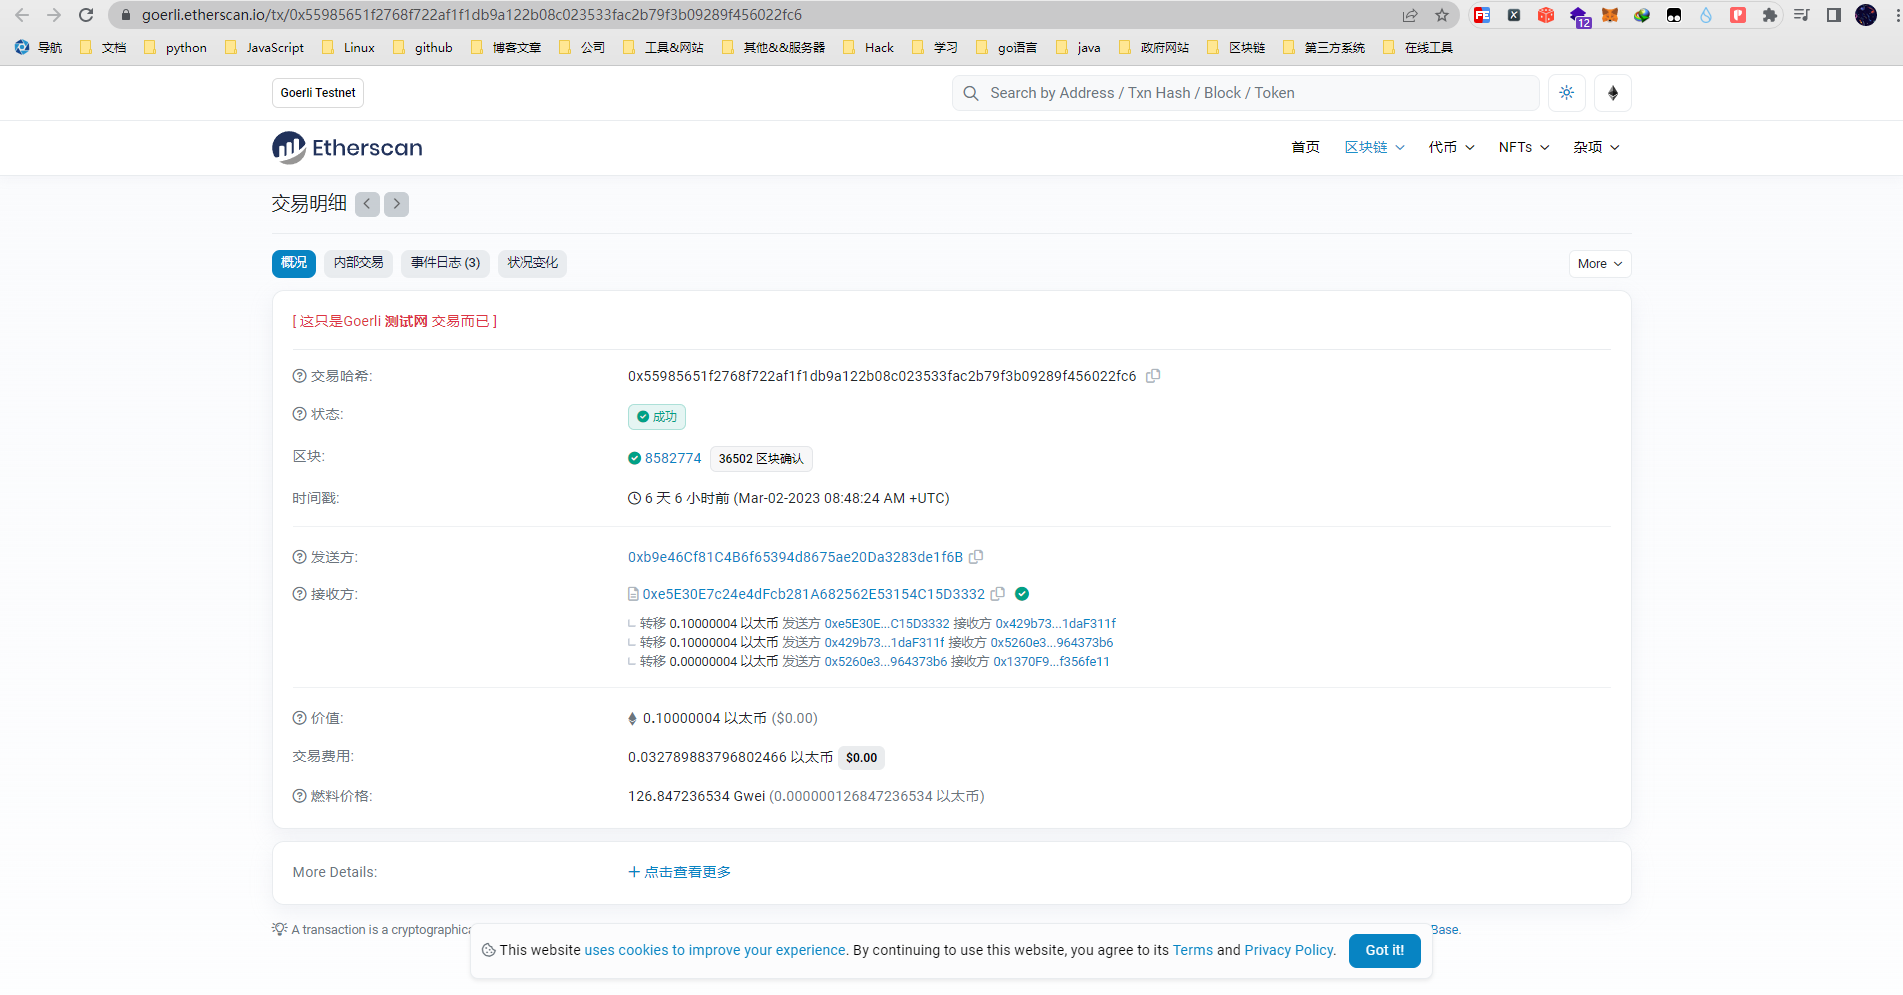 goerli.etherscan.io/tx/0x55985651f2768f722af1f1db9a122b08c023533fac2b79f3b09289f456022fc6
12
导航 文档 python JavaScript Linux github 博客文章 公司 工具&网站 其他&&服务器 Hack 学习 go语言 java 政府网站 区块链 第三方系统 在线工具
Goerli Testnet
Search by Address / Txn Hash / Block / Token
Etherscan
首页 区块链 代币 NFTs 杂项
交易明细
概况 内部交易 事件日志 (3) 状况变化 More
[ 这只是Goerli 测试网 交易而已 ]
交易哈希: 0x55985651f2768f722af1f1db9a122b08c023533fac2b79f3b09289f456022fc6
状态: 成功
区块: 8582774 36502 区块确认
时间戳: 6 天 6 小时前 (Mar-02-2023 08:48:24 AM +UTC)
发送方: 0xb9e46Cf81C4B6f65394d8675ae20Da3283de1f6B
接收方: 0xe5E30E7c24e4dFcb281A682562E53154C15D3332
转移 0.10000004 以太币 发送方 0xe5E30E...C15D3332 接收方 0x429b73...1daF311f
转移 0.10000004 以太币 发送方 0x429b73...1daF311f 接收方 0x5260e3...964373b6
转移 0.00000004 以太币 发送方 0x5260e3...964373b6 接收方 0x1370F9...f356fe11
价值: 0.10000004 以太币 ($0.00)
交易费用: 0.032789883796802466 以太币 $0.00
燃料价格: 126.847236534 Gwei (0.000000126847236534 以太币)
More Details: 点击查看更多
A transaction is a cryptographica
Base.
This website uses cookies to improve your experience. By continuing to use this website, you agree to its Terms and Privacy Policy. Got it!